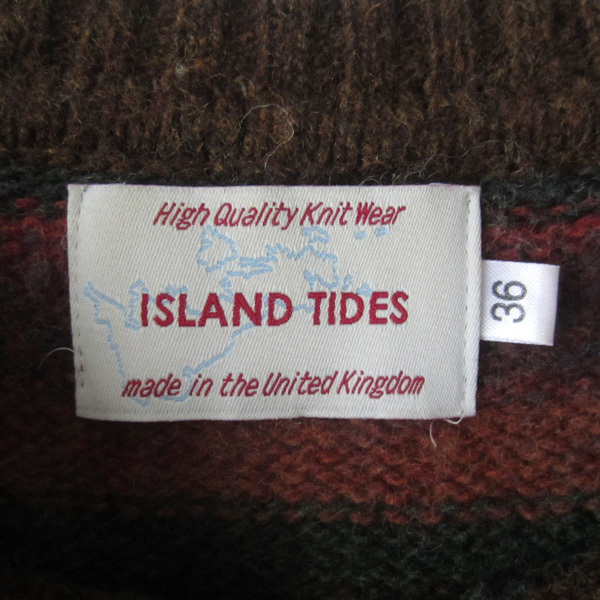 High Quality Knit Wear
ISLAND TIDES
made in the United Kingdom
36